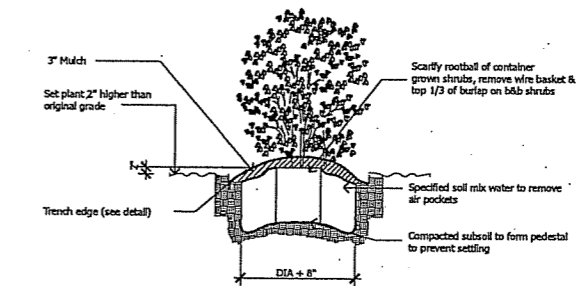 3" Mulch
Set plant 2" higher than
original grade
Trench edge (see detail)
Scarify rootball of container
grown shrubs, remove wire basket &
top 1/3 of burlap on b&b shrubs
Specified soil mix water to remove
air pockets
Compacted subsoil to form pedestal
to prevent settling
DIA + 8"